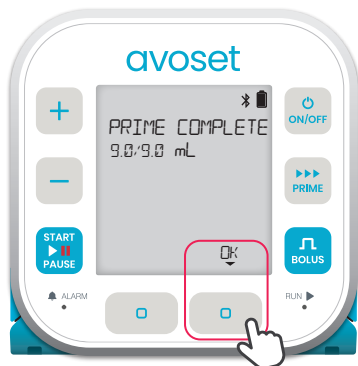 avoset
ON/OFF
PRIME COMPLETE
9.0/9.0 mL
PRIME
START
PAUSE
OK
BOLUS
ALARM
RUN